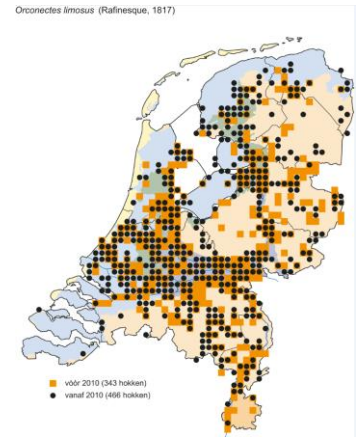 Orconectes limosus (Rafinesque, 1817)
vóór 2010 (343 hokken)
vanaf 2010 (466 hokken)